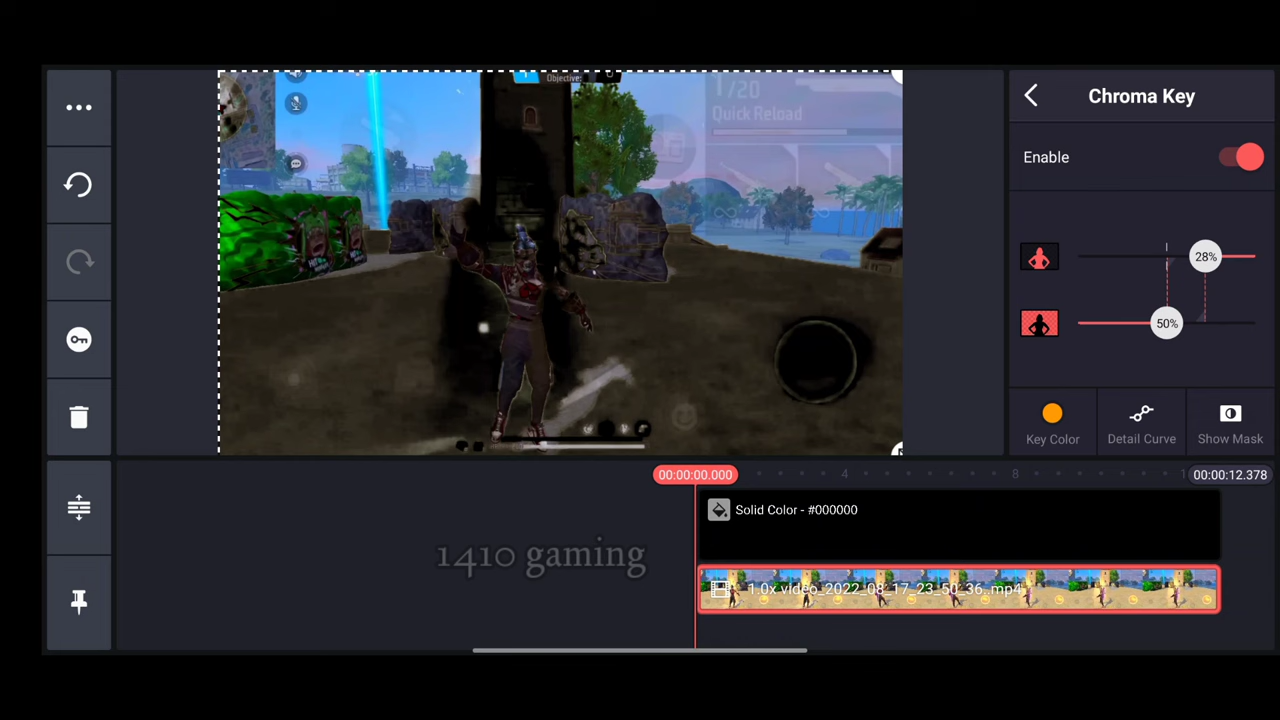 Objective:
1/20
Quick Reload
Chroma Key
Enable
28%
50%
Key Color
Detail Curve
Show Mask
00:00:00.000
4
8
00:00:12.378
Solid Color - #000000
1410 gaming
1.0x video_2022_08_17_23_50_36..mp4